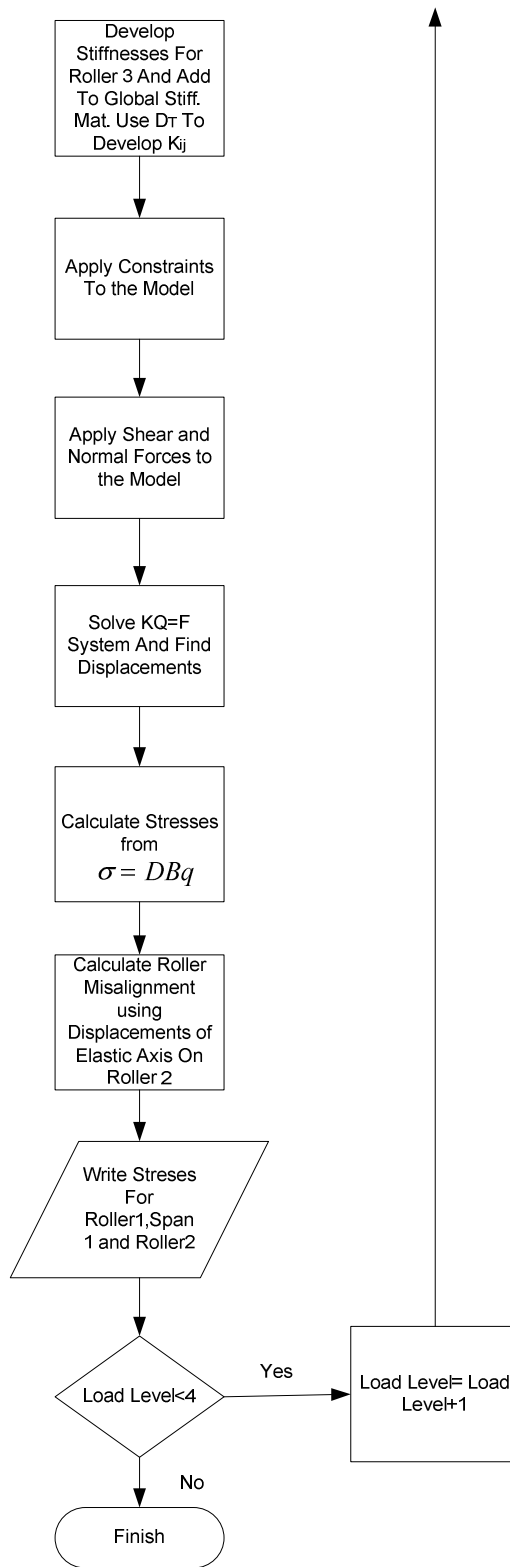 Develop
Stiffnesses For
Roller 3 And Add
To Global Stiff.
Mat. Use DT To
Develop Kij
Apply Constraints
To the Model
Apply Shear and
Normal Forces to
the Model
Solve KQ=F
System And Find
Displacements
Calculate Stresses
from
σ = DBq
Calculate Roller
Misalignment
using
Displacements of
Elastic Axis On
Roller 2
Write Streses
For
Roller1,Span
1 and Roller2
Load Level<4
Yes
Load Level= Load
Level+1
No
Finish